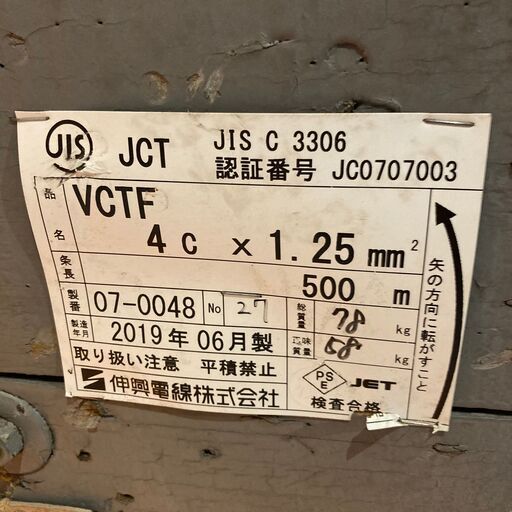 JIS JCT JIS C 3306
認証番号 JC0707003
品名 VCTF
4C × 1.25 mm²
条長 500 m
製番 07-0048 No 27 総質量 78 kg
製造年月 2019年06月製 正味質量 58 kg
取り扱い注意 平積禁止
伸興電線株式会社
PSE JET
検査合格
矢の方向に転がすこと